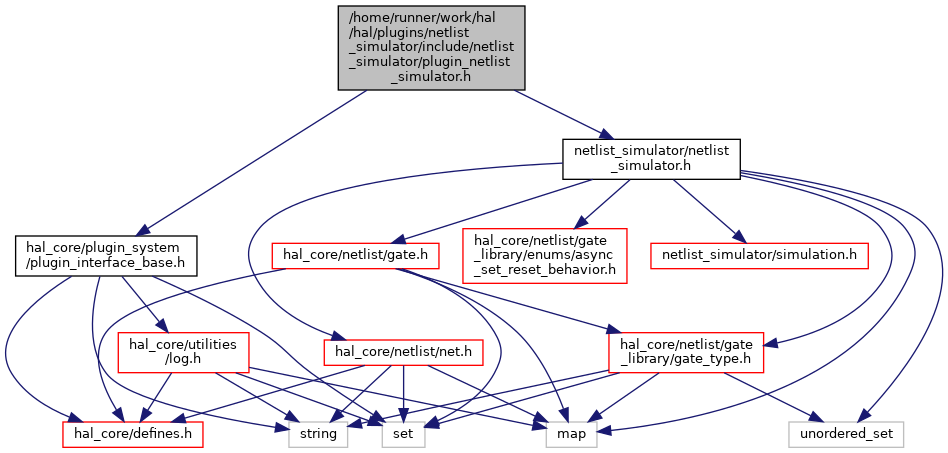 /home/runner/work/hal
/hal/plugins/netlist
_simulator/include/netlist
_simulator/plugin_netlist
_simulator.h
netlist_simulator/netlist
_simulator.h
hal_core/plugin_system
/plugin_interface_base.h
hal_core/netlist/gate.h
hal_core/netlist/gate
_library/enums/async
_set_reset_behavior.h
netlist_simulator/simulation.h
hal_core/utilities
/log.h
hal_core/netlist/net.h
hal_core/netlist/gate
_library/gate_type.h
hal_core/defines.h
string
set
map
unordered_set